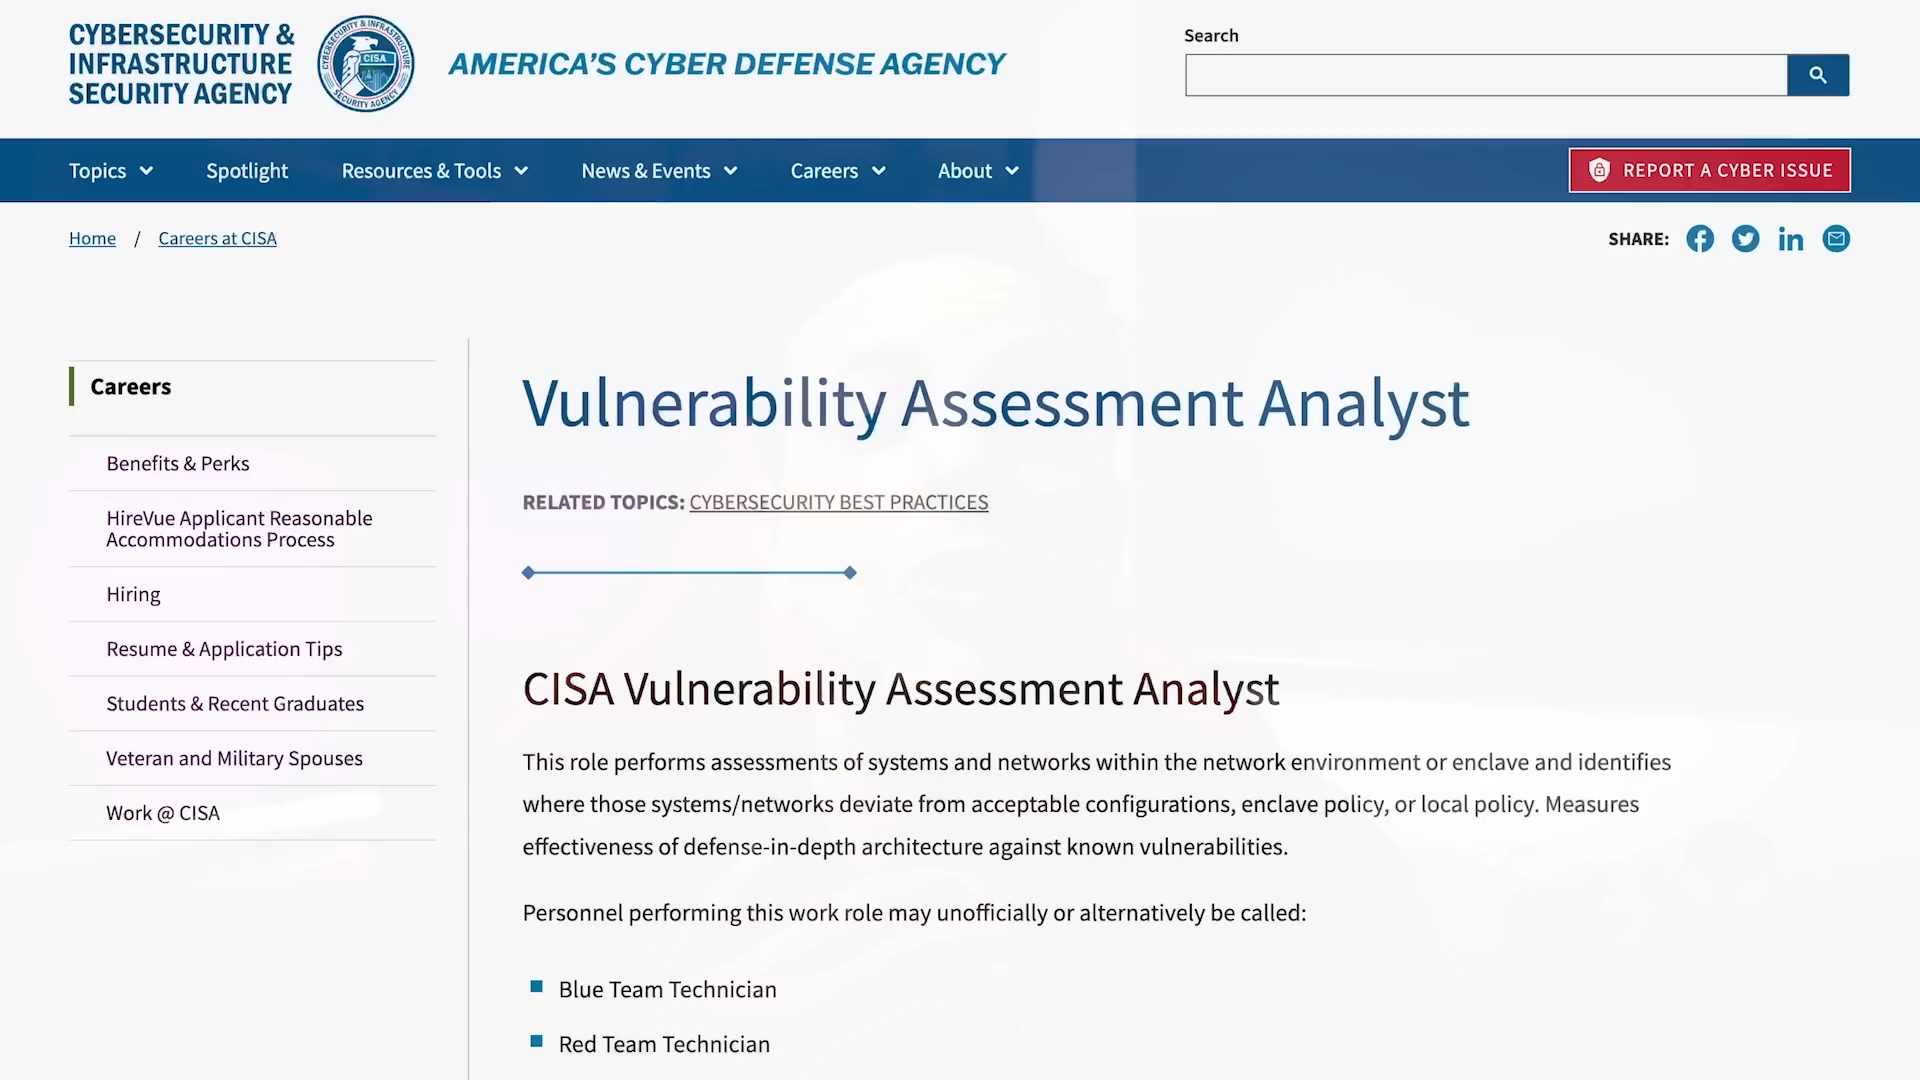 CYBERSECURITY &
INFRASTRUCTURE
SECURITY AGENCY
CYBERSECURITY & INFRASTRUCTURE
CISA
SECURITY AGENCY
AMERICA'S CYBER DEFENSE AGENCY
Search
Topics
Spotlight
Resources & Tools
News & Events
Careers
About
REPORT A CYBER ISSUE
Home / Careers at CISA
SHARE:
Careers
Benefits & Perks
HireVue Applicant Reasonable
Accommodations Process
Hiring
Resume & Application Tips
Students & Recent Graduates
Veteran and Military Spouses
Work @ CISA
Vulnerability Assessment Analyst
RELATED TOPICS: CYBERSECURITY BEST PRACTICES
CISA Vulnerability Assessment Analyst
This role performs assessments of systems and networks within the network environment or enclave and identifies
where those systems/networks deviate from acceptable configurations, enclave policy, or local policy. Measures
effectiveness of defense-in-depth architecture against known vulnerabilities.
Personnel performing this work role may unofficially or alternatively be called:
Blue Team Technician
Red Team Technician